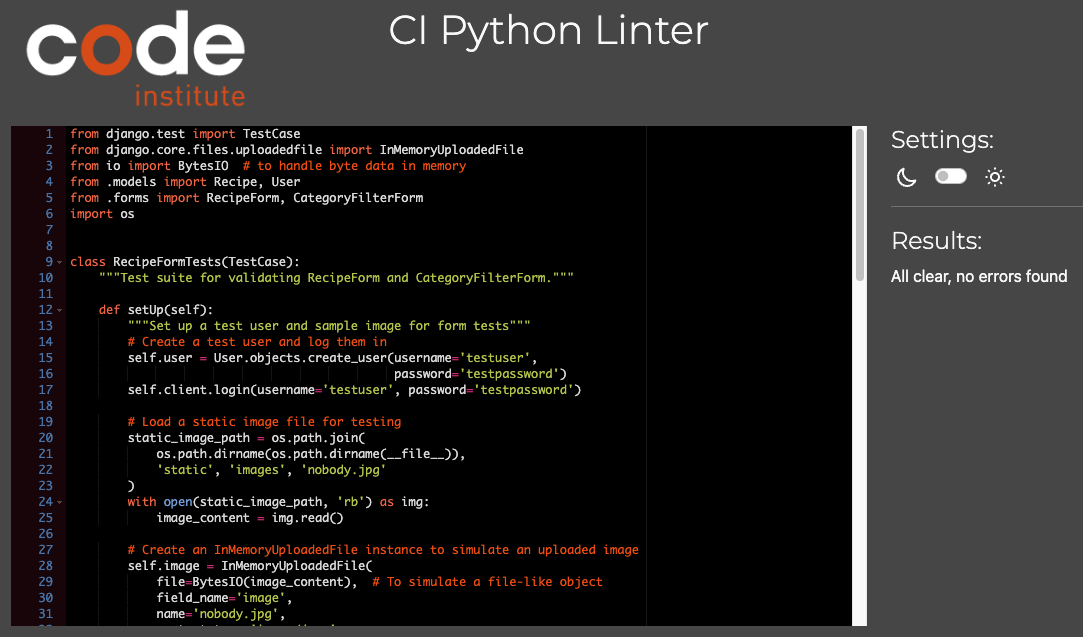 code
institute
CI Python Linter
1 from django.test import TestCase
2 from django.core.files.uploadedfile import InMemoryUploadedFile
3 from io import BytesIO  # to handle byte data in memory
4 from .models import Recipe, User
5 from .forms import RecipeForm, CategoryFilterForm
6 import os
7
8
9 class RecipeFormTests(TestCase):
10     """Test suite for validating RecipeForm and CategoryFilterForm."""
11
12     def setUp(self):
13         """Set up a test user and sample image for form tests"""
14         # Create a test user and log them in
15         self.user = User.objects.create_user(username='testuser',
16                                              password='testpassword')
17         self.client.login(username='testuser', password='testpassword')
18
19         # Load a static image file for testing
20         static_image_path = os.path.join(
21             os.path.dirname(os.path.dirname(__file__)),
22             'static', 'images', 'nobody.jpg'
23         )
24         with open(static_image_path, 'rb') as img:
25             image_content = img.read()
26
27         # Create an InMemoryUploadedFile instance to simulate an uploaded image
28         self.image = InMemoryUploadedFile(
29             file=BytesIO(image_content),  # To simulate a file-like object
30             field_name='image',
31             name='nobody.jpg',
Settings:
Results:
All clear, no errors found